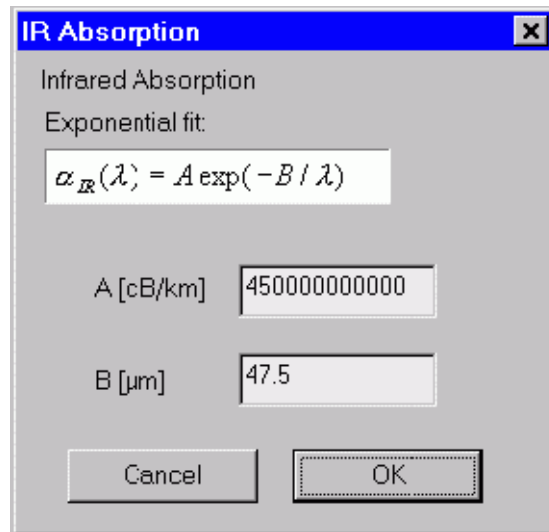 IR Absorption
Infrared Absorption
Exponential fit:
α_IR(λ) = A exp(−B / λ)
A [cB/km] 450000000000
B [µm] 47.5
Cancel OK